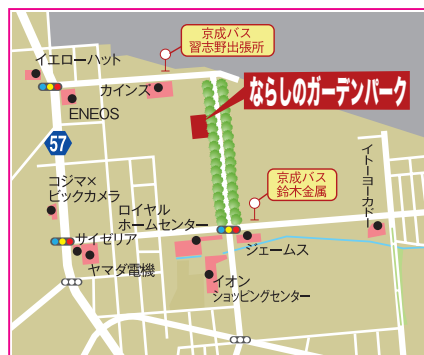 京成バス
習志野出張所
イエローハット
カインズ
ENEOS
ならしのガーデンパーク
57
京成バス
鈴木金属
イトーヨーカドー
コジマ×
ビックカメラ
ロイヤル
ホームセンター
サイゼリア
ジェームス
ヤマダ電機
イオン
ショッピングセンター